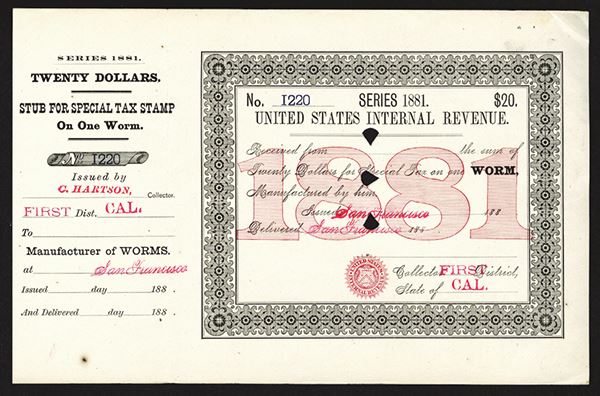 SERIES 1881.
TWENTY DOLLARS.
STUB FOR SPECIAL TAX STAMP
On One Worm.
No. 1220
Issued by
C. HARTSON,
Collector.
FIRST Dist. CAL.
To
Manufacturer of WORMS.
at San Francisco
Issued day 188 .
And Delivered day 188 .
No. 1220 SERIES 1881. $20.
UNITED STATES INTERNAL REVENUE.
1881
Received from the sum of
Twenty Dollars for Special Tax on one WORM,
Manufactured by him
Issued San Francisco 188
Delivered San Francisco 188
Collector FIRST District,
State of CAL.